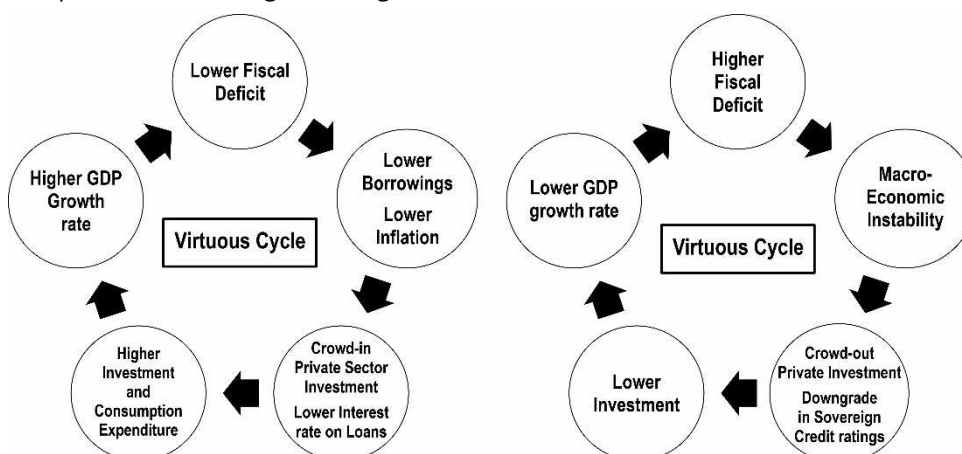 Lower Fiscal
Deficit
Lower
Borrowings
Lower
Inflation
Crowd-in
Private Sector
Investment
Lower Interest
rate on Loans
Higher
Investment
and
Consumption
Expenditure
Higher GDP
Growth
rate
Virtuous Cycle
Higher
Fiscal
Deficit
Macro-
Economic
Instability
Crowd-out
Private Investment
Downgrade
in Sovereign
Credit ratings
Lower
Investment
Lower GDP
growth rate
Virtuous Cycle